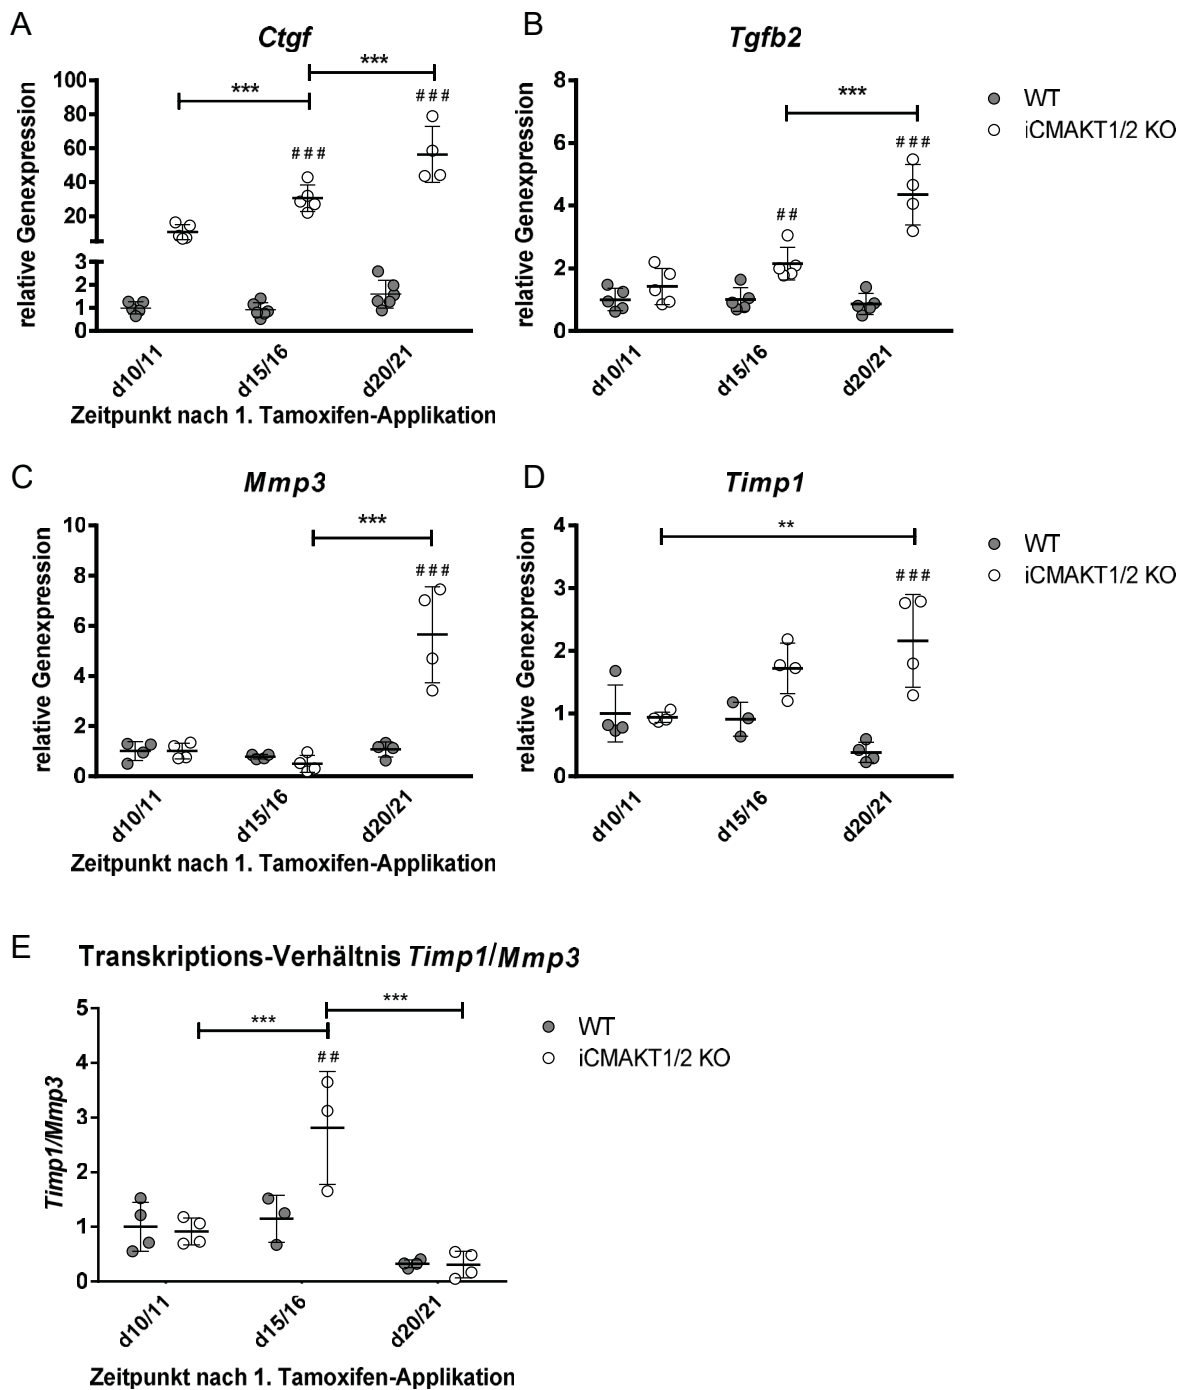 A
Ctgf
***
***
###
###
relative Genexpression
100
80
60
40
20
3
2
1
0
d10/11
d15/16
d20/21
Zeitpunkt nach 1. Tamoxifen-Applikation
B
Tgfb2
***
###
##
relative Genexpression
8
6
4
2
0
d10/11
d15/16
d20/21
WT
iCMAKT1/2 KO
C
Mmp3
***
###
relative Genexpression
10
8
6
4
2
0
d10/11
d15/16
d20/21
Zeitpunkt nach 1. Tamoxifen-Applikation
D
Timp1
**
###
relative Genexpression
4
3
2
1
0
d10/11
d15/16
d20/21
WT
iCMAKT1/2 KO
E
Transkriptions-Verhältnis Timp1/Mmp3
***
***
##
Timp1/Mmp3
5
4
3
2
1
0
d10/11
d15/16
d20/21
Zeitpunkt nach 1. Tamoxifen-Applikation
WT
iCMAKT1/2 KO